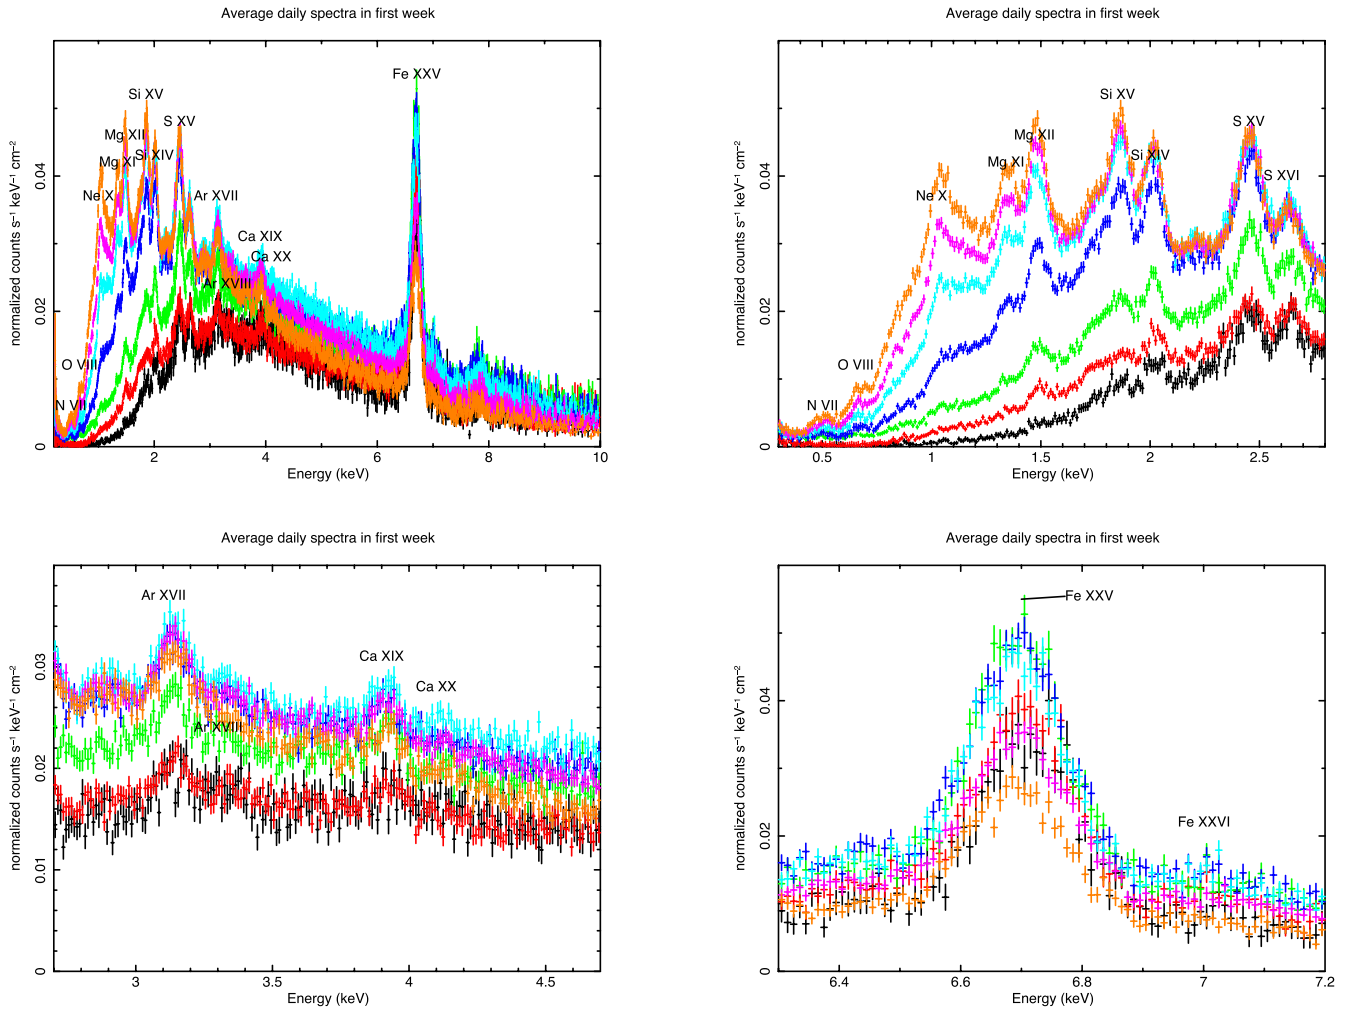 Average daily spectra in first week
normalized counts s⁻¹ keV⁻¹ cm⁻²
0.04
0.02
0
Fe XXV
Si XV
S XV
Mg XII
Mg XI
Si XIV
Ne X
Ar XVII
Ca XIX
Ca XX
Ar XVIII
O VIII
N VII
2 4 6 8 10
Energy (keV)
Average daily spectra in first week
normalized counts s⁻¹ keV⁻¹ cm⁻²
0.04
0.02
0
Si XV
S XV
Mg XII
Mg XI
Si XIV
S XVI
Ne X
O VIII
N VII
0.5 1 1.5 2 2.5
Energy (keV)
Average daily spectra in first week
normalized counts s⁻¹ keV⁻¹ cm⁻²
0.03
0.02
0.01
0
Ar XVII
Ca XIX
Ca XX
Ar XVIII
3 3.5 4 4.5
Energy (keV)
Average daily spectra in first week
normalized counts s⁻¹ keV⁻¹ cm⁻²
0.04
0.02
0
Fe XXV
Fe XXVI
6.4 6.6 6.8 7 7.2
Energy (keV)